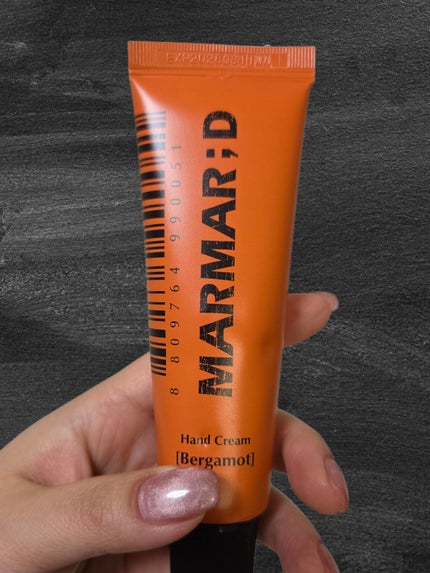 MARMAR;D
8 809764 990051
Hand Cream
[Bergamot]